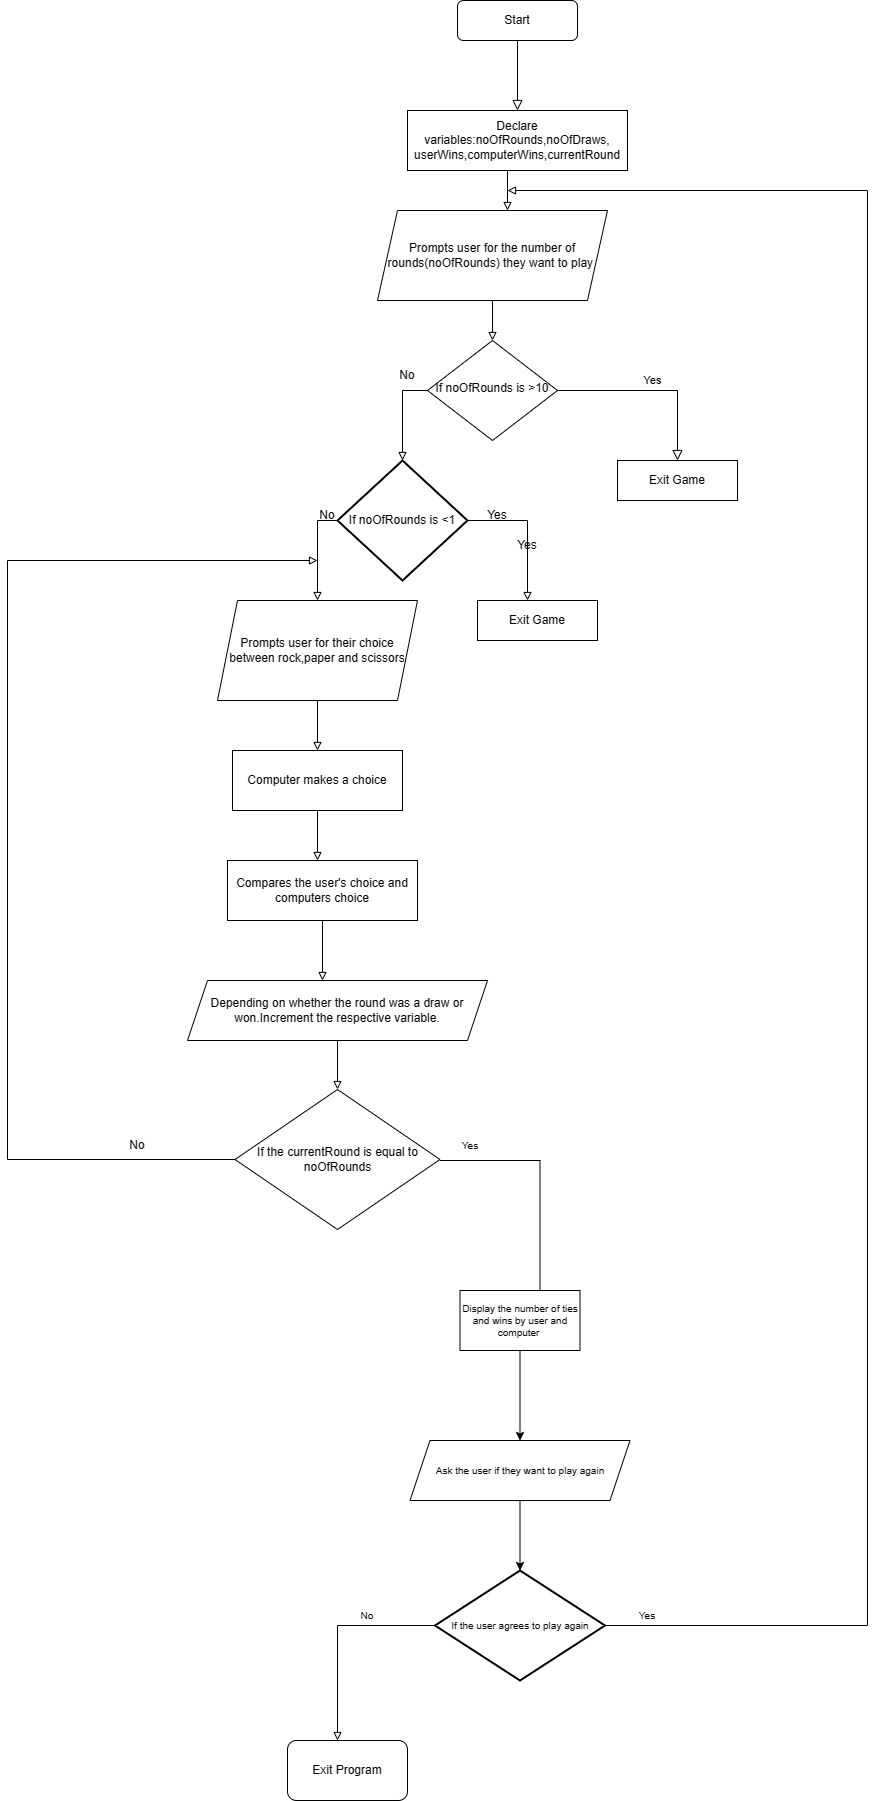 Start
Declare
variables:noOfRounds,noOfDraws,
userWins,computerWins,currentRound
Prompts user for the number of
rounds(noOfRounds) they want to play
No
If noOfRounds is >10
Yes
Exit Game
No
If noOfRounds is <1
Yes
Yes
Exit Game
Prompts user for their choice
between rock,paper and scissors
Computer makes a choice
Compares the user's choice and
computers choice
Depending on whether the round was a draw or
won.Increment the respective variable.
No
If the currentRound is equal to
noOfRounds
Yes
Display the number of ties
and wins by user and
computer
Ask the user if they want to play again
No
If the user agrees to play again
Yes
Exit Program